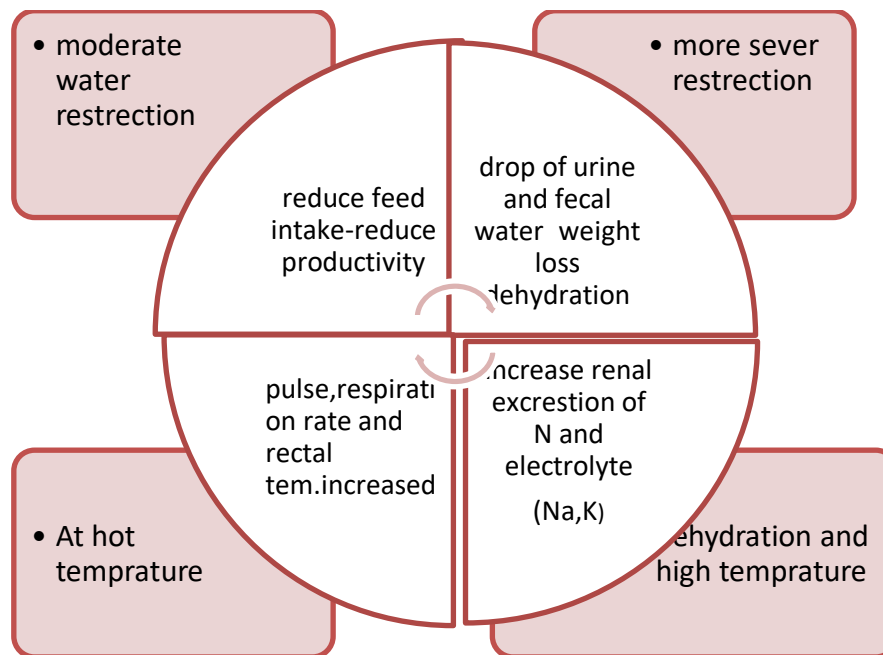 • moderate
water
restrection
• more sever
restrection
reduce feed
intake-reduce
productivity
drop of urine
and fecal
water weight
loss
dehydration
pulse,respirati
on rate and
rectal
tem.increased
increase renal
excrestion of
N and
electrolyte
(Na,K)
• At hot
temprature
ehydration and
high temprature